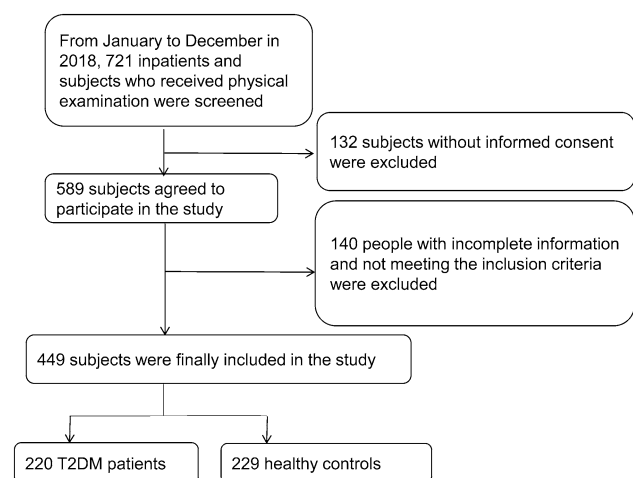 From January to December in
2018, 721 inpatients and
subjects who received physical
examination were screened
132 subjects without informed consent
were excluded
589 subjects agreed to
participate in the study
140 people with incomplete information
and not meeting the inclusion criteria
were excluded
449 subjects were finally included in the study
220 T2DM patients
229 healthy controls